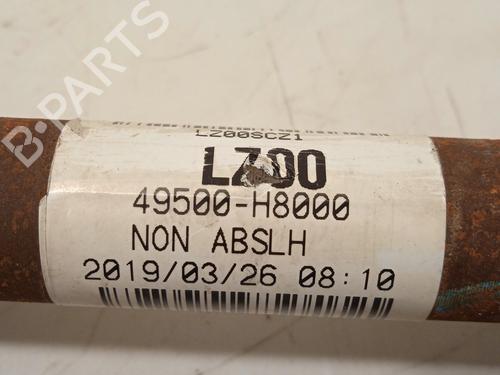 B-PARTS
LZ00SCZ1
LZ00
49500-H8000
NON ABSLH
2019/03/26 08:10